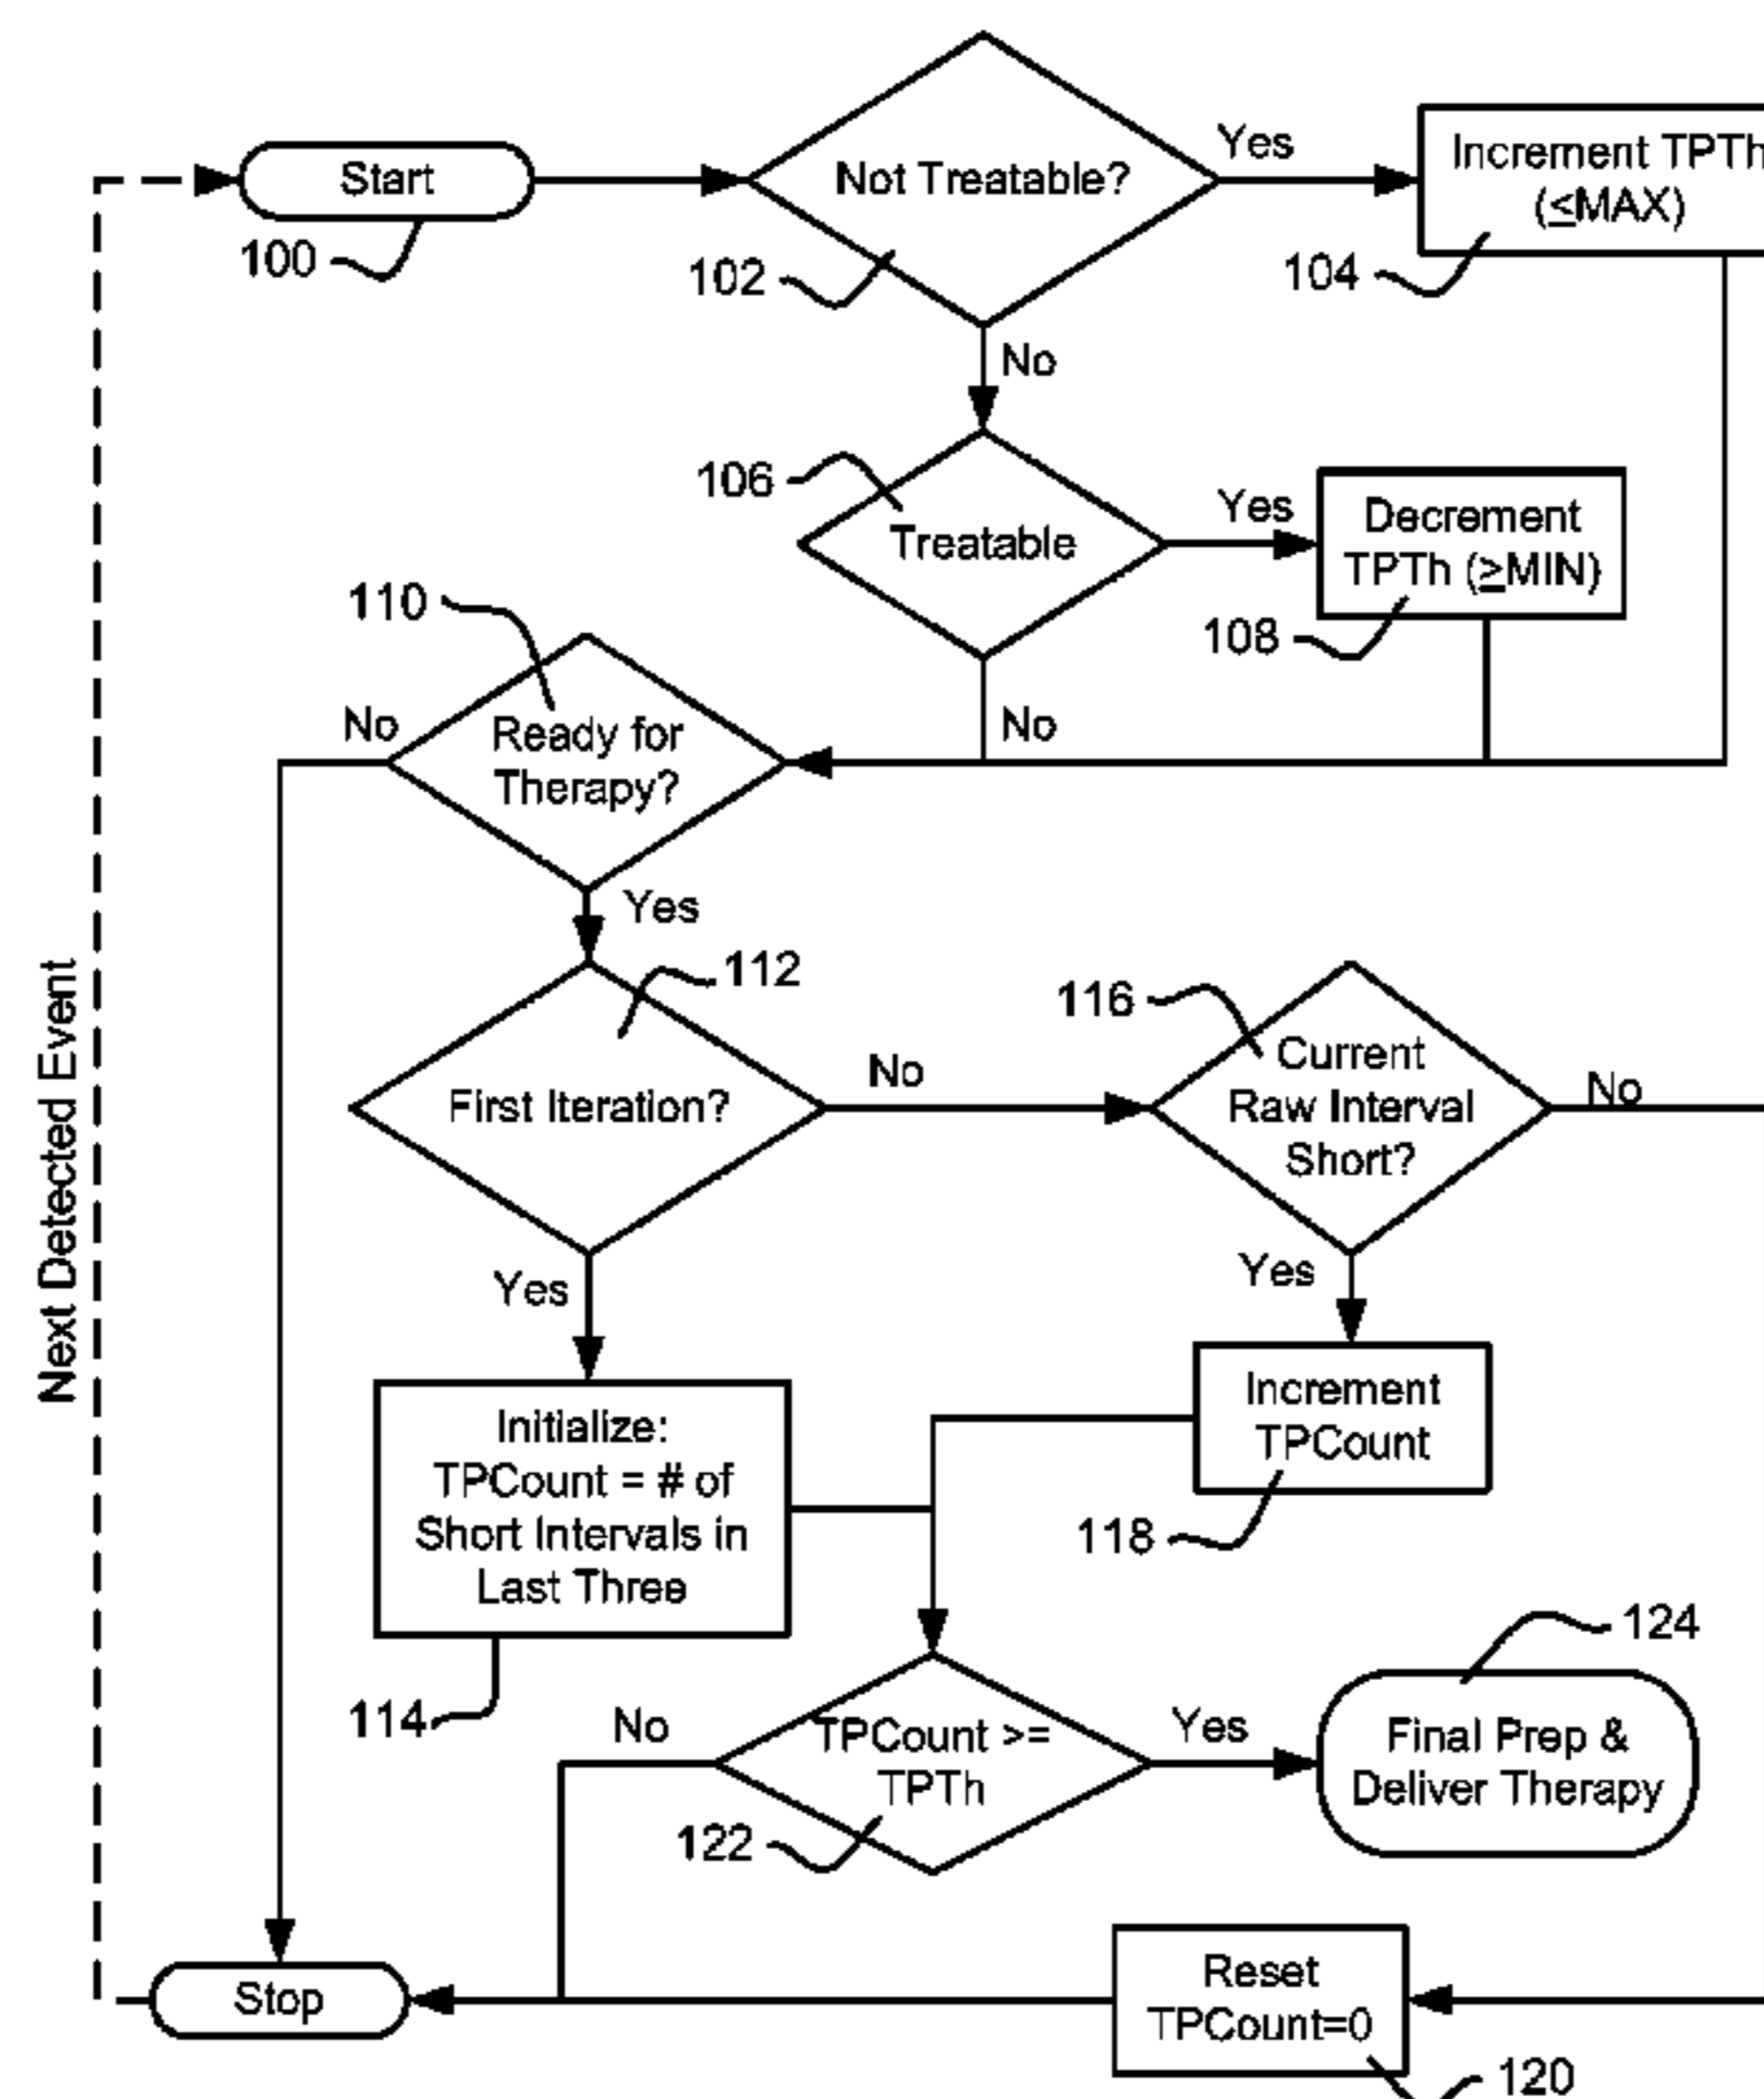 Start
100
Not Treatable?
102
Yes
Increment TPTh
(≤MAX)
104
No
106
Treatable
Yes
Decrement
TPTh (≥MIN)
108
110
No
Ready for
Therapy?
No
Yes
112
First Iteration?
No
116
Current
Raw Interval
Short?
No
Yes
Yes
Initialize:
TPCount = # of
Short Intervals in
Last Three
114
Increment
TPCount
118
124
No
TPCount >=
TPTh
122
Yes
Final Prep &
Deliver Therapy
Next Detected Event
Stop
Reset
TPCount=0
120